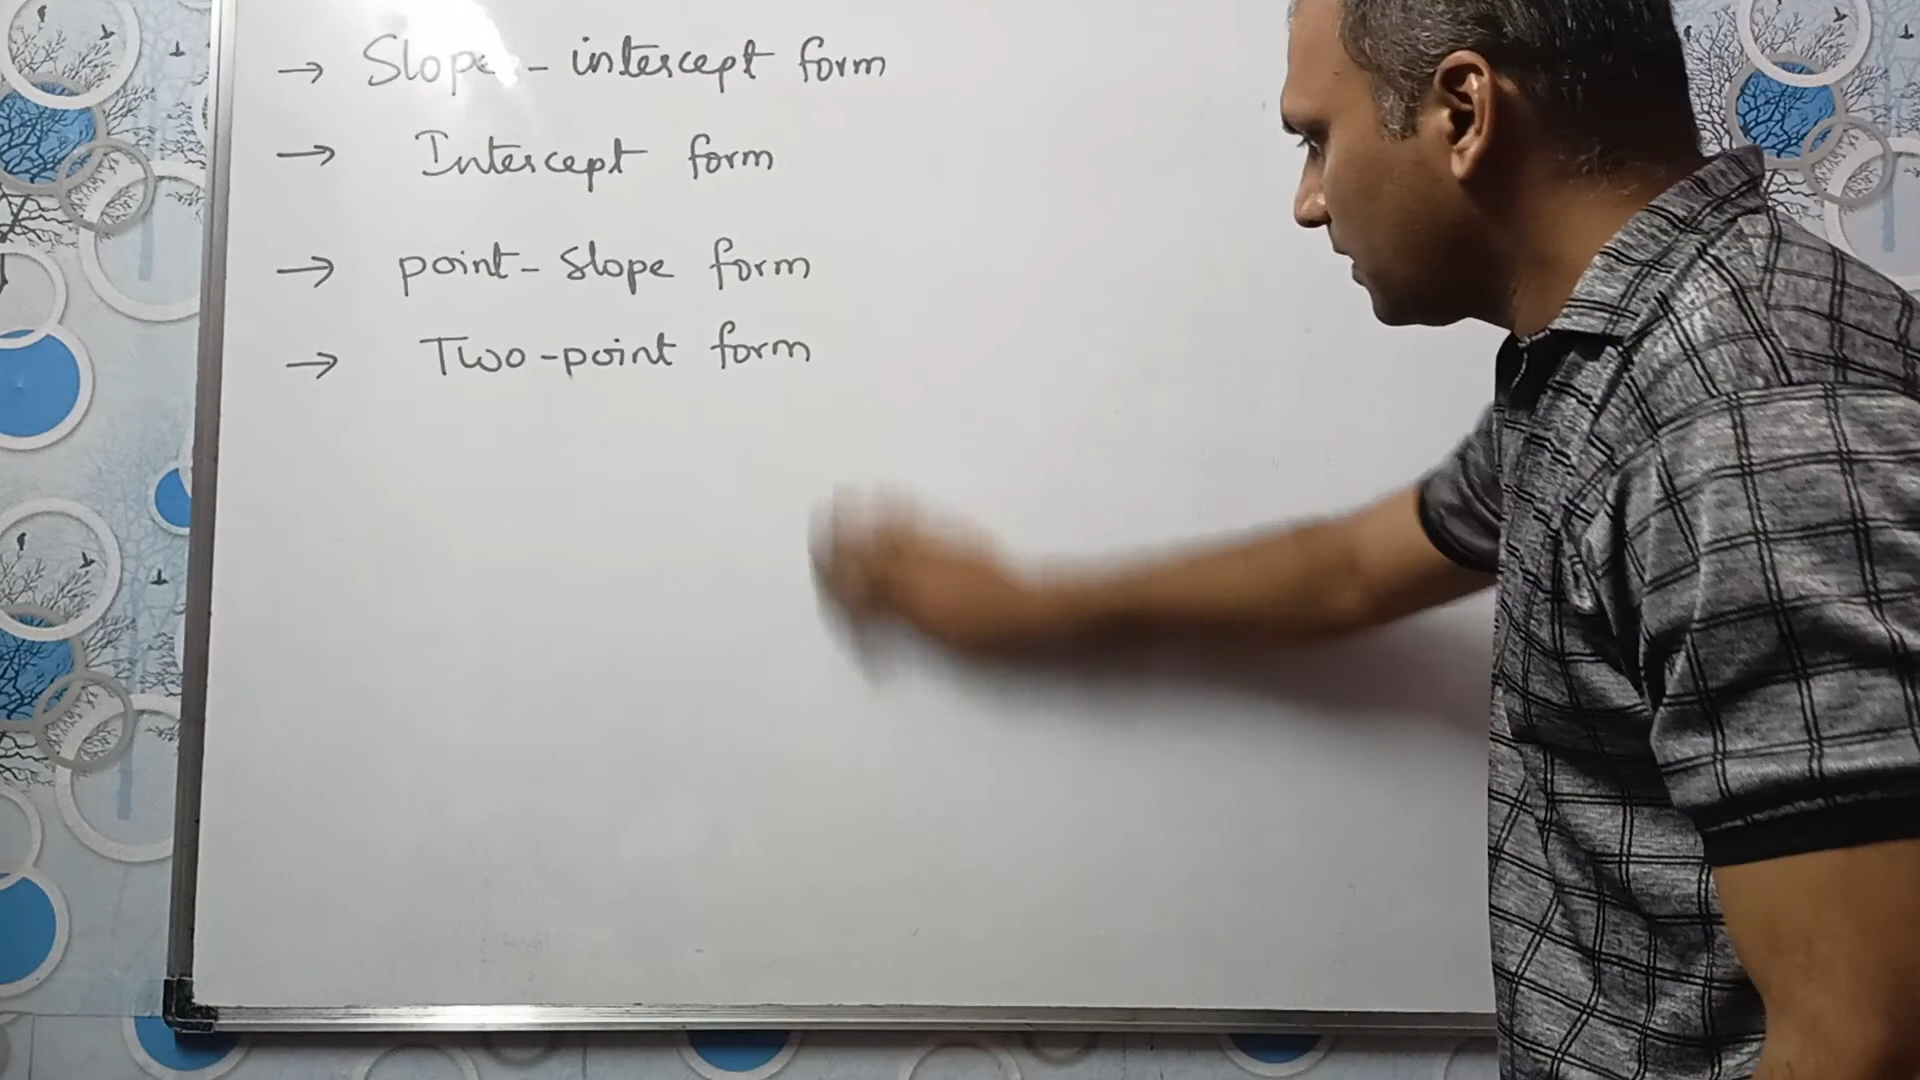 → Slope - intercept form
→ Intercept form
→ point - slope form
→ Two-point form